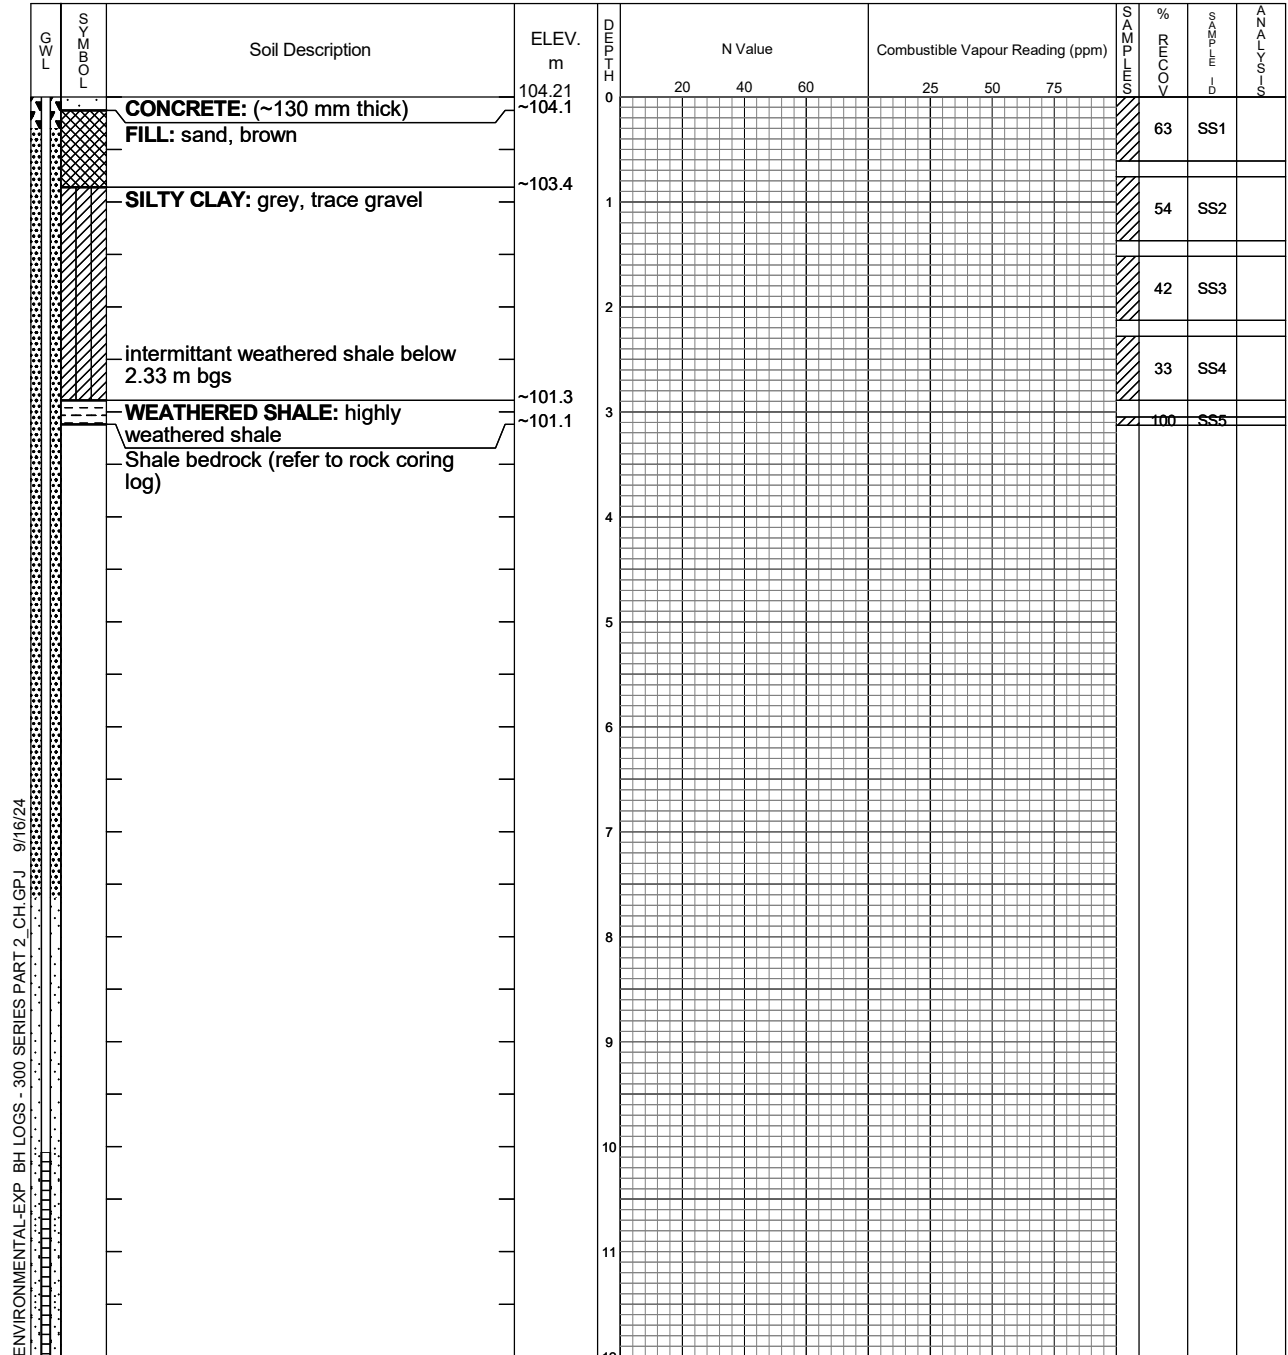 GWL
SYMBOL
Soil Description
ELEV.
m
104.21
DEPTH
N Value
20 40 60
Combustible Vapour Reading (ppm)
25 50 75
SAMPLES
% RECOV
SAMPLE ID
ANALYSIS
0
CONCRETE: (~130 mm thick)
~104.1
FILL: sand, brown
63 SS1
~103.4
SILTY CLAY: grey, trace gravel
1
54 SS2
42 SS3
2
intermittant weathered shale below
2.33 m bgs
33 SS4
~101.3
WEATHERED SHALE: highly
weathered shale
3
~101.1
100 SS5
Shale bedrock (refer to rock coring
log)
4
5
6
7
8
9
10
11
ENVIRONMENTAL-EXP BH LOGS - 300 SERIES PART 2_CH.GPJ 9/16/24